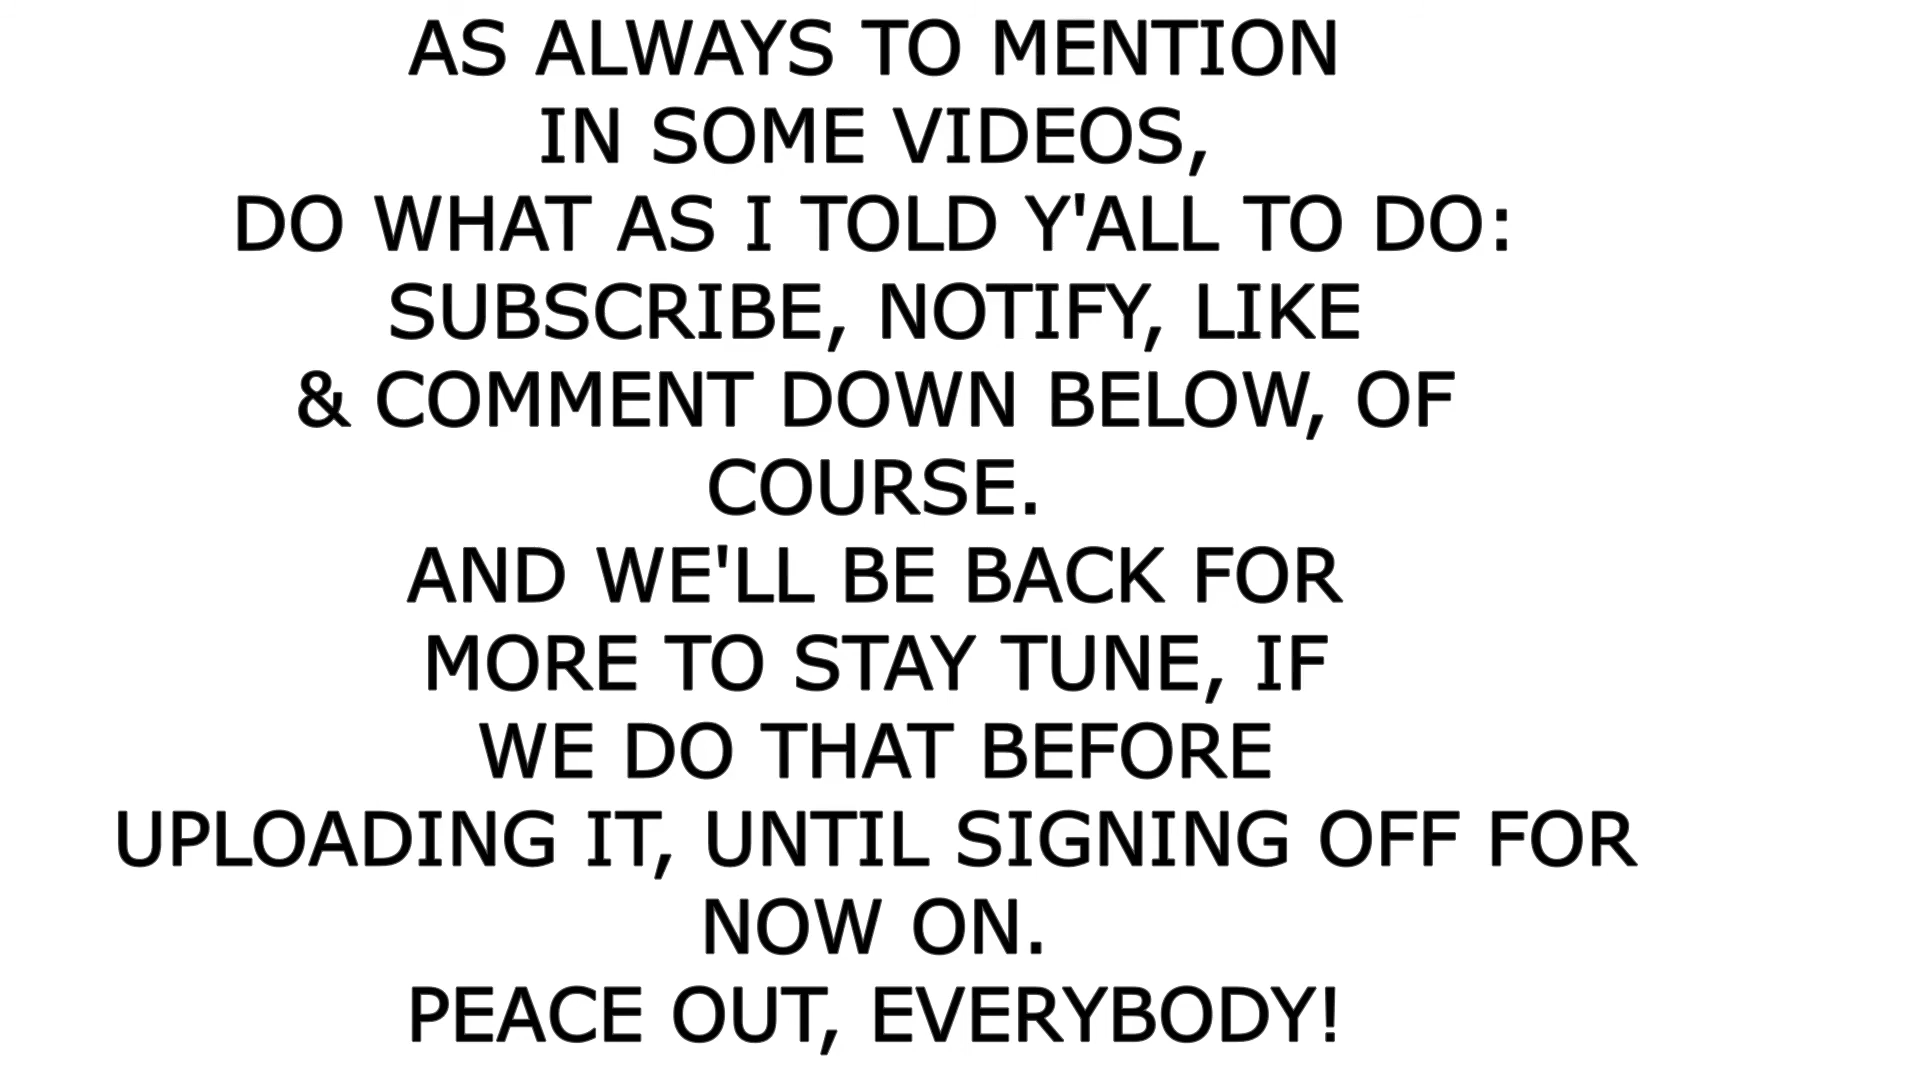 AS ALWAYS TO MENTION
IN SOME VIDEOS,
DO WHAT AS I TOLD Y'ALL TO DO:
SUBSCRIBE, NOTIFY, LIKE
& COMMENT DOWN BELOW, OF
COURSE.
AND WE'LL BE BACK FOR
MORE TO STAY TUNE, IF
WE DO THAT BEFORE
UPLOADING IT, UNTIL SIGNING OFF FOR
NOW ON.
PEACE OUT, EVERYBODY!